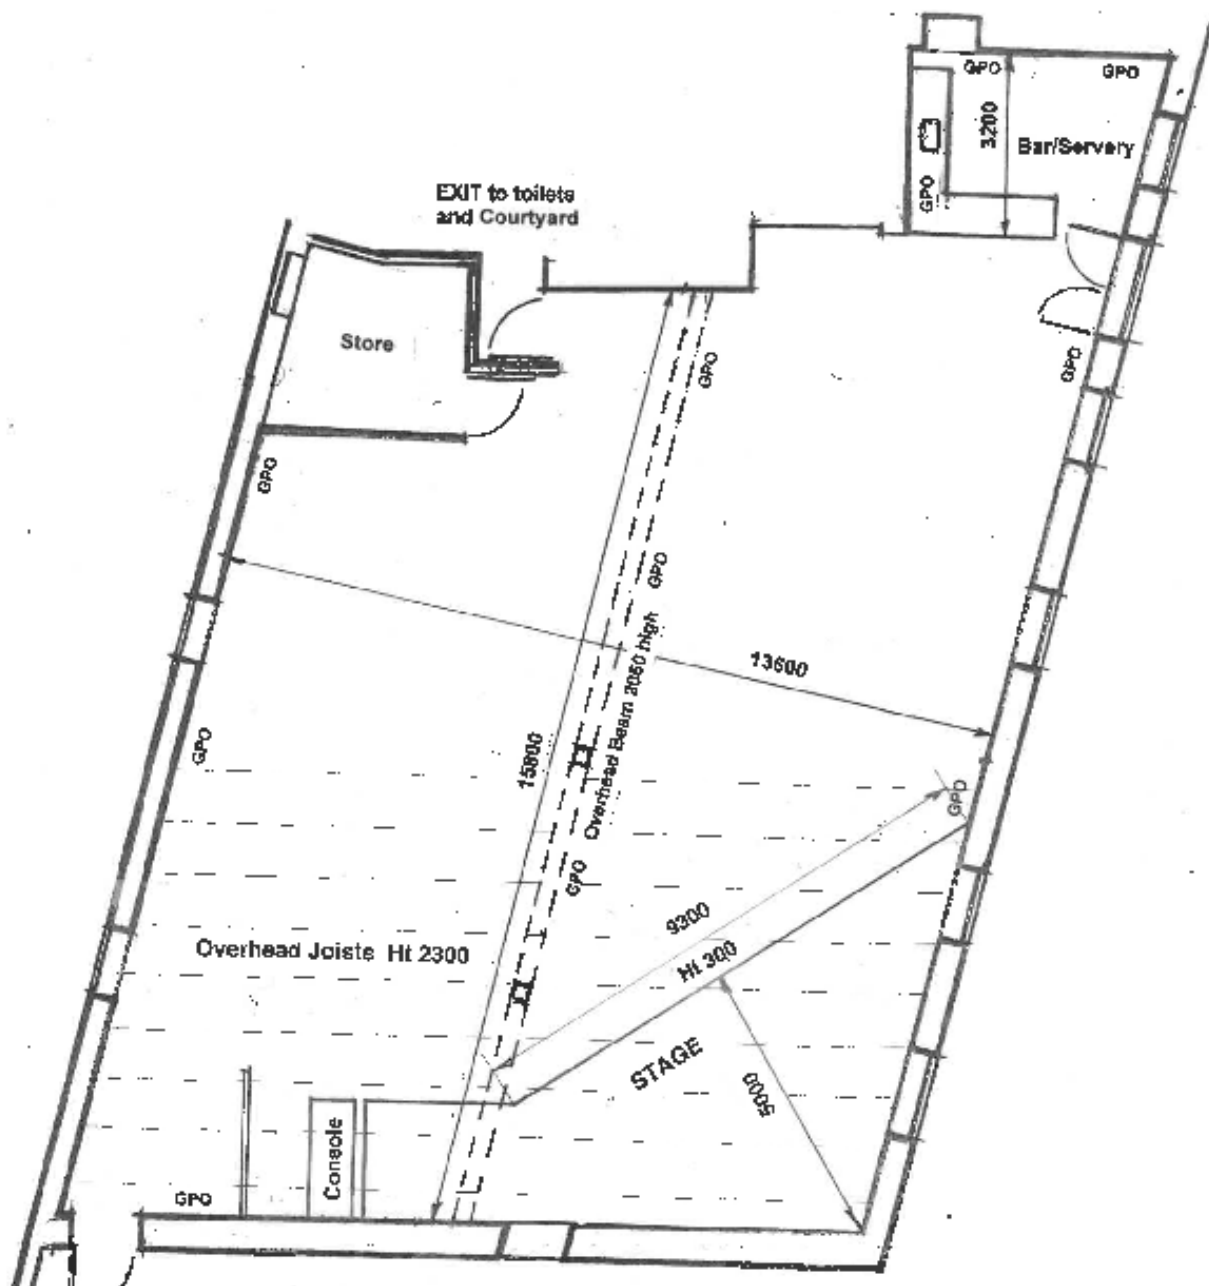 GPO
GPO
3200
Bar/Servery
GPO
EXIT to toilets
and Courtyard
Store
GPO
GPO
GPO
GPO
13600
Overhead Beam 2050 high
15800
GPO
GPO
GPO
9300
Ht 300
Overhead Joists Ht 2300
STAGE
5000
Console
GPO